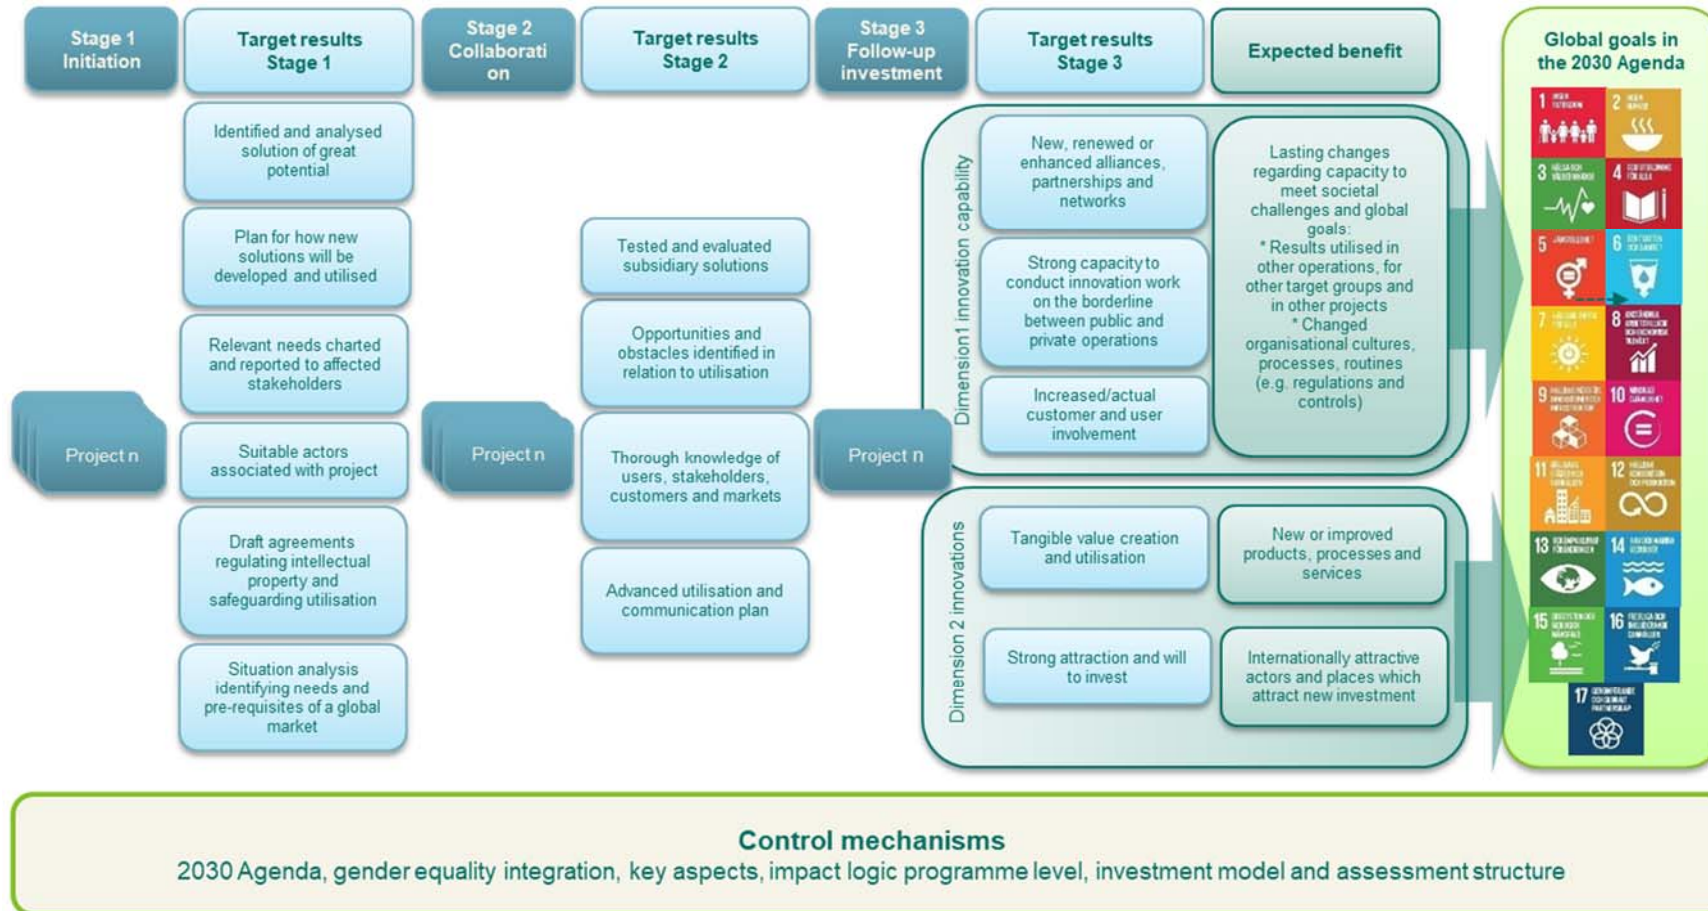 Stage 1
Initiation
Target results
Stage 1
Stage 2
Collaborati
on
Target results
Stage 2
Stage 3
Follow-up
investment
Target results
Stage 3
Expected benefit
Global goals in
the 2030 Agenda
Identified and analysed
solution of great
potential
Plan for how new
solutions will be
developed and utilised
Relevant needs charted
and reported to affected
stakeholders
Suitable actors
associated with project
Draft agreements
regulating intellectual
property and
safeguarding utilisation
Situation analysis
identifying needs and
pre-requisites of a global
market
Project n
Tested and evaluated
subsidiary solutions
Opportunities and
obstacles identified in
relation to utilisation
Thorough knowledge of
users, stakeholders,
customers and markets
Advanced utilisation and
communication plan
Project n
Project n
Dimension1 innovation capability
New, renewed or
enhanced alliances,
partnerships and
networks
Strong capacity to
conduct innovation work
on the borderline
between public and
private operations
Increased/actual
customer and user
involvement
Lasting changes
regarding capacity to
meet societal
challenges and global
goals:
* Results utilised in
other operations, for
other target groups and
in other projects
* Changed
organisational cultures,
processes, routines
(e.g. regulations and
controls)
Dimension 2 innovations
Tangible value creation
and utilisation
Strong attraction and will
to invest
New or improved
products, processes and
services
Internationally attractive
actors and places which
attract new investment
1
2
3
4
5
6
7
8
9
10
11
12
13
14
15
16
17
Control mechanisms
2030 Agenda, gender equality integration, key aspects, impact logic programme level, investment model and assessment structure